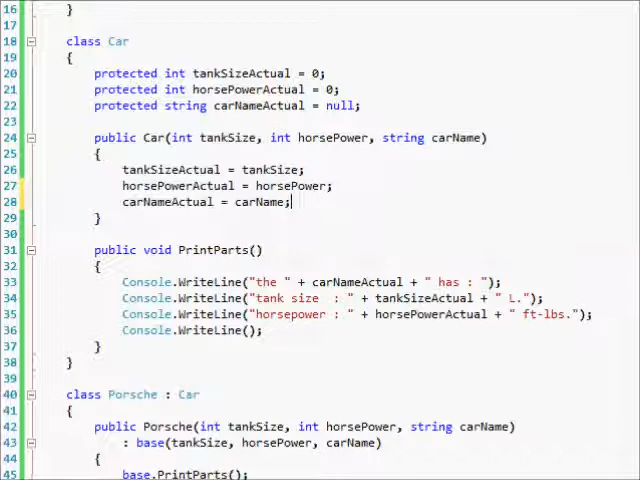 16 }
17
18 class Car
19 {
20 protected int tankSizeActual = 0;
21 protected int horsePowerActual = 0;
22 protected string carNameActual = null;
23
24 public Car(int tankSize, int horsePower, string carName)
25 {
26 tankSizeActual = tankSize;
27 horsePowerActual = horsePower;
28 carNameActual = carName;
29 }
30
31 public void PrintParts()
32 {
33 Console.WriteLine("the " + carNameActual + " has : ");
34 Console.WriteLine("tank size  : " + tankSizeActual + " L.");
35 Console.WriteLine("horsepower : " + horsePowerActual + " ft-lbs.");
36 Console.WriteLine();
37 }
38 }
39
40 class Porsche : Car
41 {
42 public Porsche(int tankSize, int horsePower, string carName)
43 : base(tankSize, horsePower, carName)
44 {
45 base.PrintParts();